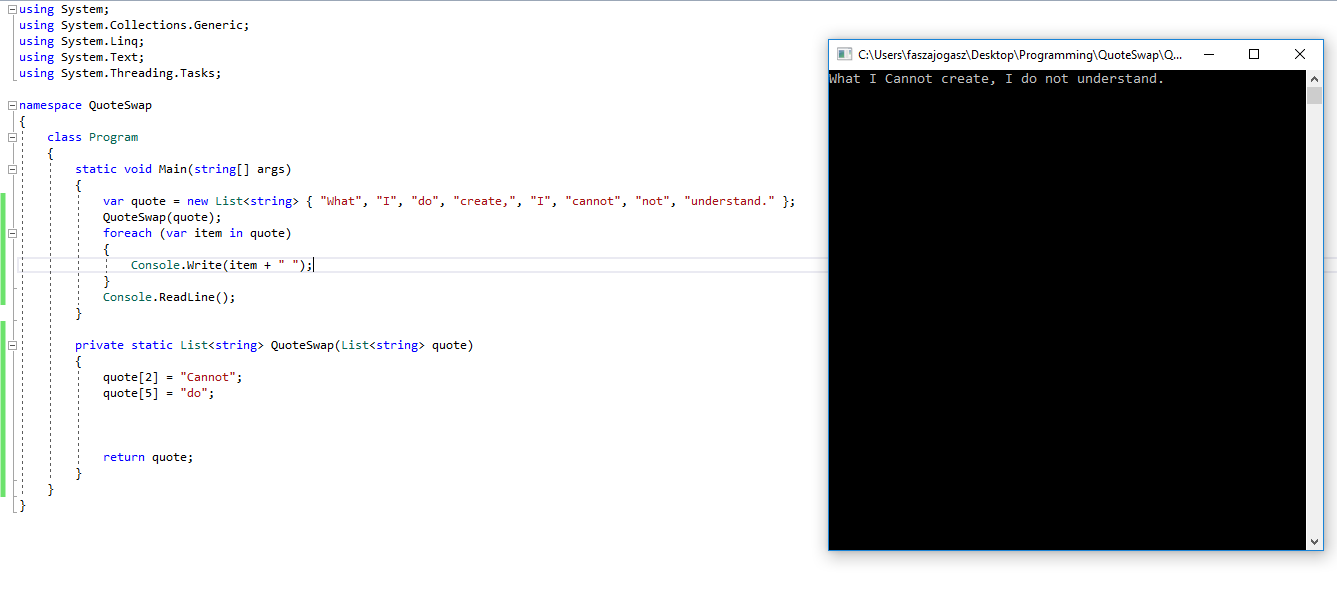 using System;
using System.Collections.Generic;
using System.Linq;
using System.Text;
using System.Threading.Tasks;
namespace QuoteSwap
{
class Program
{
static void Main(string[] args)
{
var quote = new List<string> { "What", "I", "do", "create,", "I", "cannot", "not", "understand." };
QuoteSwap(quote);
foreach (var item in quote)
{
Console.Write(item + " ");
}
Console.ReadLine();
}
private static List<string> QuoteSwap(List<string> quote)
{
quote[2] = "Cannot";
quote[5] = "do";
return quote;
}
}
}
C:\Users\faszajogasz\Desktop\Programming\QuoteSwap\Q...
What I Cannot create, I do not understand.